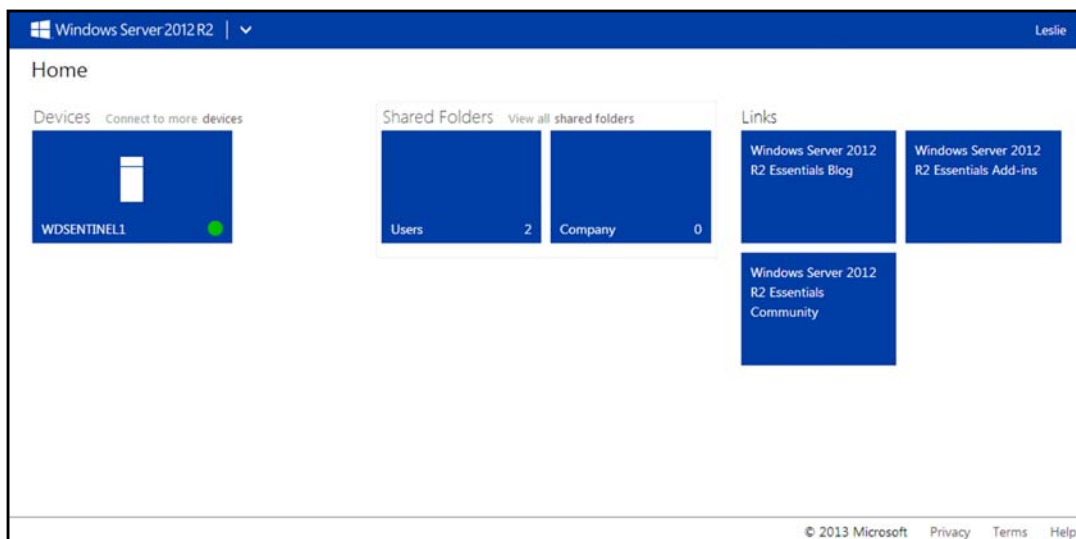 Windows Server 2012 R2
Leslie
Home
Devices Connect to more devices
WDSENTINEL1
Shared Folders View all shared folders
Users 2
Company 0
Links
Windows Server 2012
R2 Essentials Blog
Windows Server 2012
R2 Essentials Add-ins
Windows Server 2012
R2 Essentials
Community
© 2013 Microsoft Privacy Terms Help